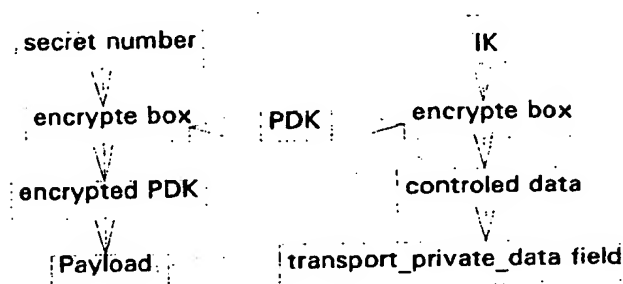 secret number
IK
encrypte box
PDK
encrypte box
encrypted PDK
controled data
Payload
transport_private_data field